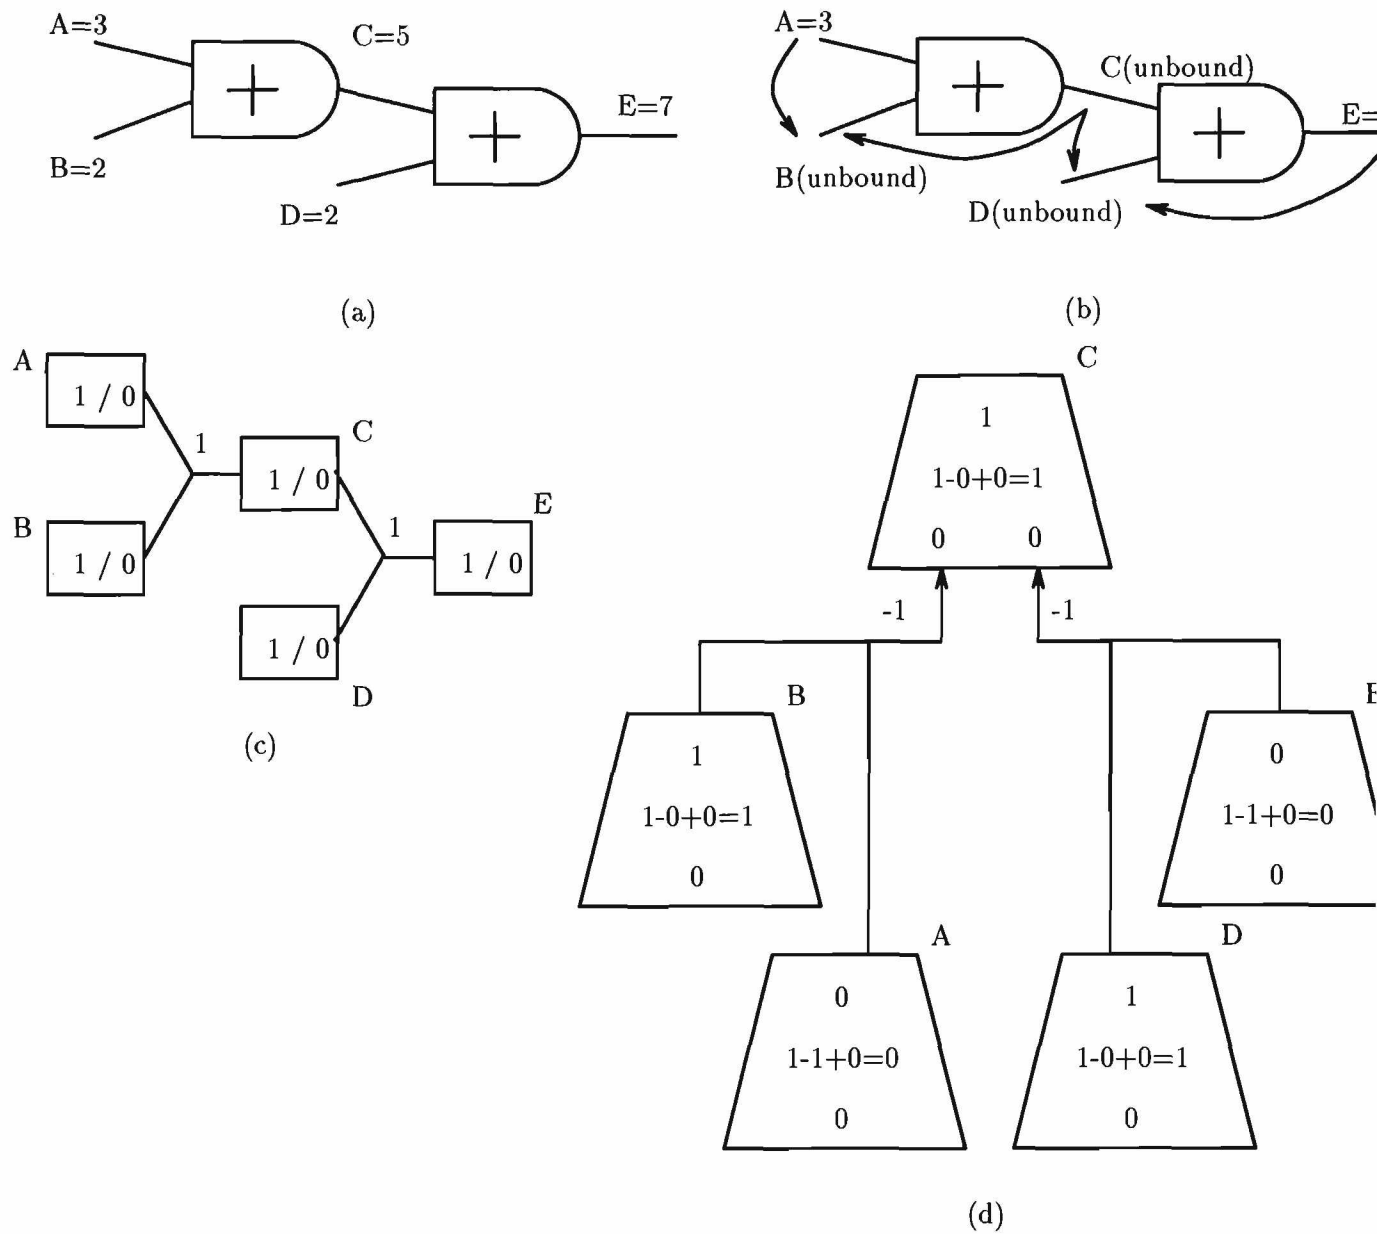 A=3
C=5
E=7
B=2
D=2
(a)
A=3
C(unbound)
E=
B(unbound)
D(unbound)
(b)
A
1 / 0
1
C
1 / 0
B
1 / 0
1
E
1 / 0
1 / 0
D
(c)
C
1
1-0+0=1
0 0
-1 -1
B
1
1-0+0=1
0
0
1-1+0=0
0
A
0
1-1+0=0
0
D
1
1-0+0=1
0
(d)